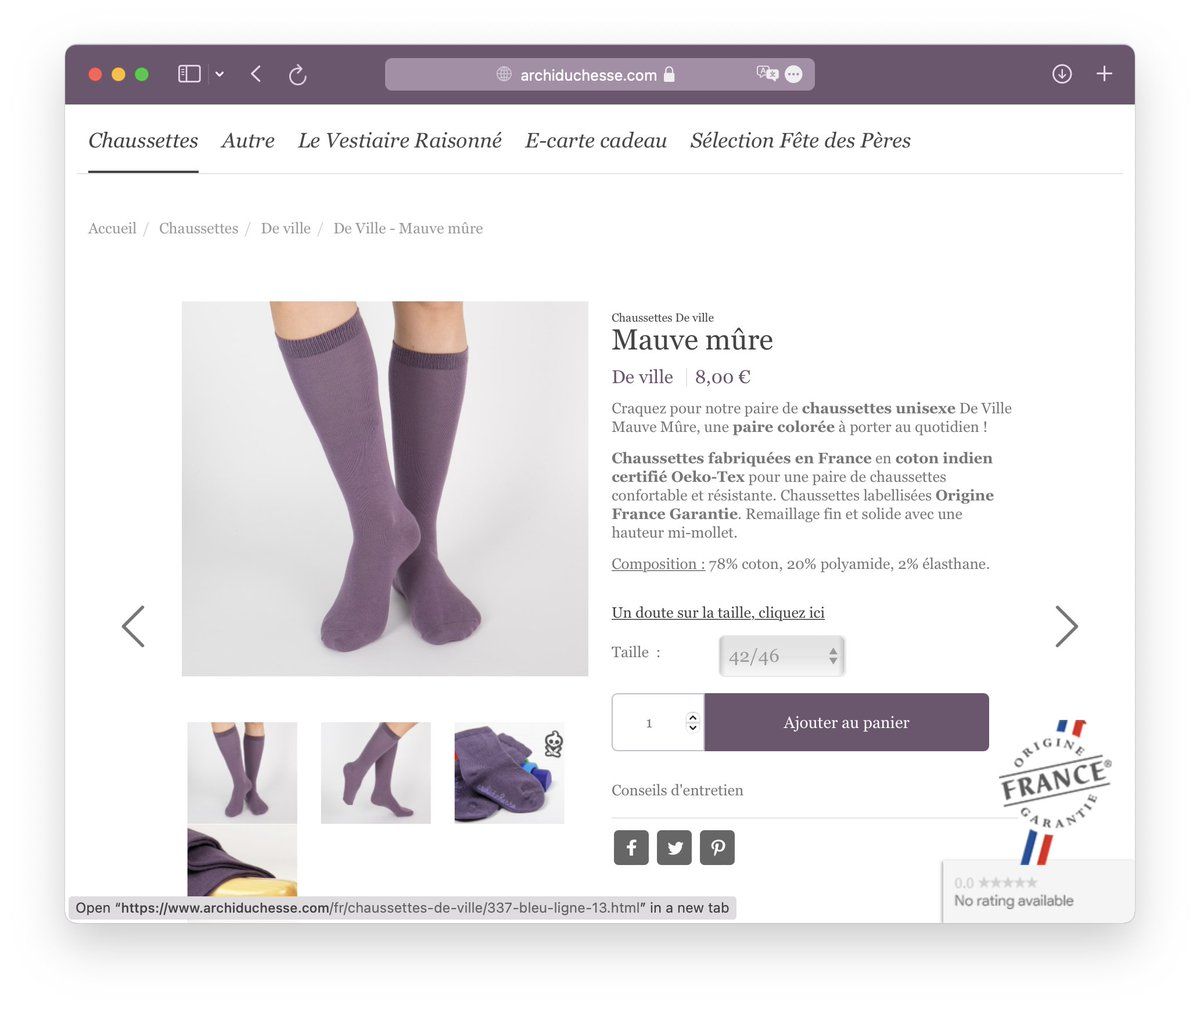 archiduchesse.com
Chaussettes Autre Le Vestiaire Raisonné E-carte cadeau Sélection Fête des Pères
Accueil / Chaussettes / De ville / De Ville - Mauve mûre
Chaussettes De ville
Mauve mûre
De ville 8,00 €
Craquez pour notre paire de chaussettes unisexe De Ville
Mauve Mûre, une paire colorée à porter au quotidien !
Chaussettes fabriquées en France en coton indien
certifié Oeko-Tex pour une paire de chaussettes
confortable et résistante. Chaussettes labellisées Origine
France Garantie. Remaillage fin et solide avec une
hauteur mi-mollet.
Composition : 78% coton, 20% polyamide, 2% élasthane.
Un doute sur la taille, cliquez ici
Taille :
42/46
1
Ajouter au panier
Conseils d'entretien
ORIGINE
FRANCE®
GARANTIE
0.0
No rating available
Open “https://www.archiduchesse.com/fr/chaussettes-de-ville/337-bleu-ligne-13.html” in a new tab